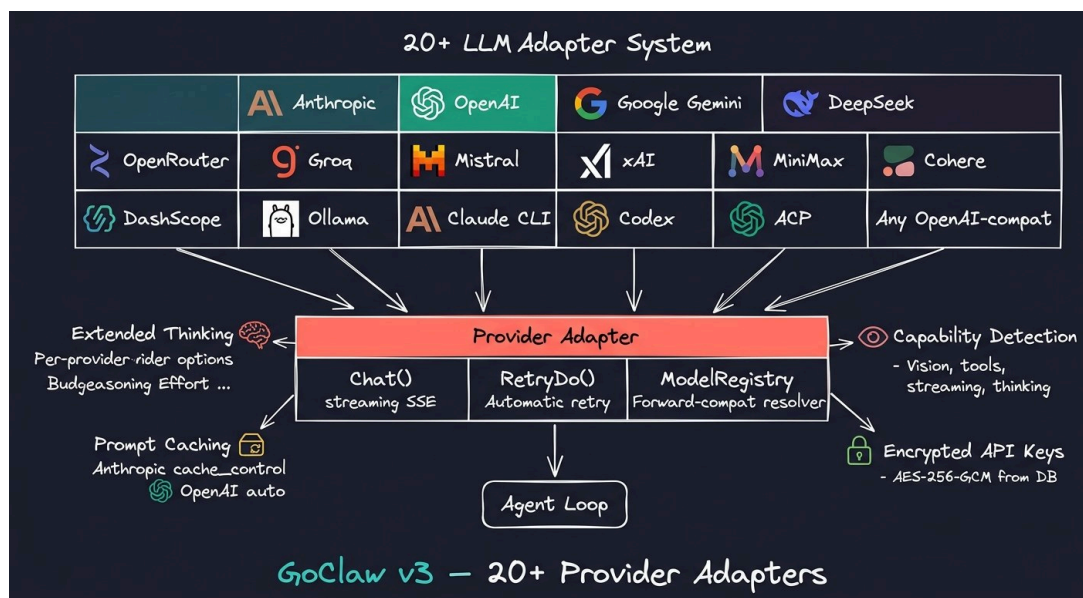 20+ LLM Adapter System
Anthropic
OpenAI
Google Gemini
DeepSeek
OpenRouter
Groq
Mistral
xAI
MiniMax
Cohere
DashScope
Ollama
Claude CLI
Codex
ACP
Any OpenAI-compat
Extended Thinking
Per-provider rider options
Budgeasoning Effort ...
Provider Adapter
Capability Detection
- Vision, tools,
streaming, thinking
Chat()
streaming SSE
RetryDo()
Automatic retry
ModelRegistry
Forward-compat resolver
Prompt Caching
Anthropic cache_control
OpenAI auto
Encrypted API Keys
- AES-256-GCM from DB
Agent Loop
GoClaw v3 — 20+ Provider Adapters